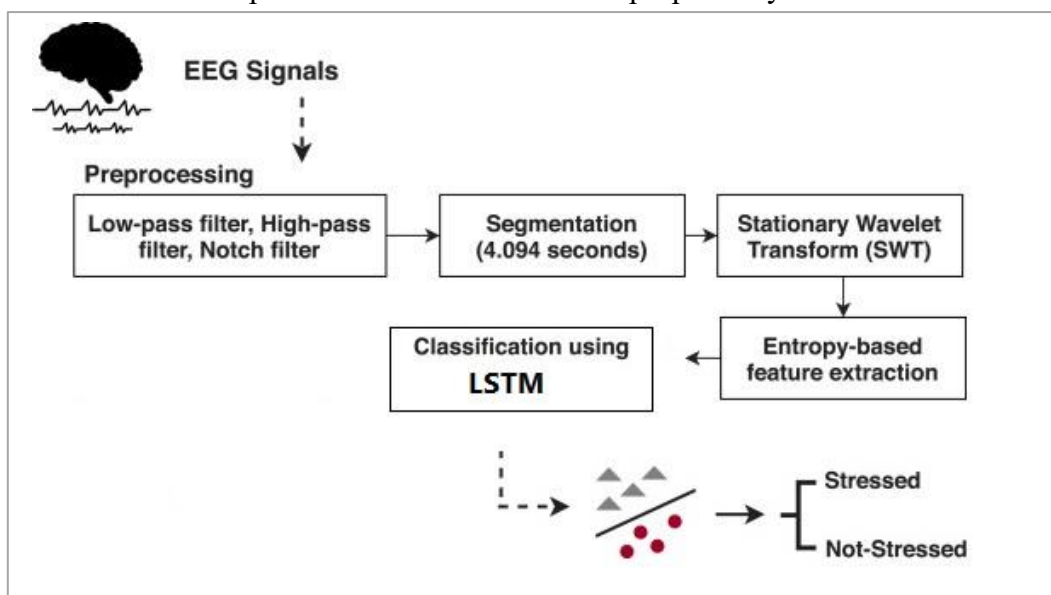 EEG Signals
Preprocessing
Low-pass filter, High-pass
filter, Notch filter
Segmentation
(4.094 seconds)
Stationary Wavelet
Transform (SWT)
Entropy-based
feature extraction
Classification using
LSTM
Stressed
Not-Stressed